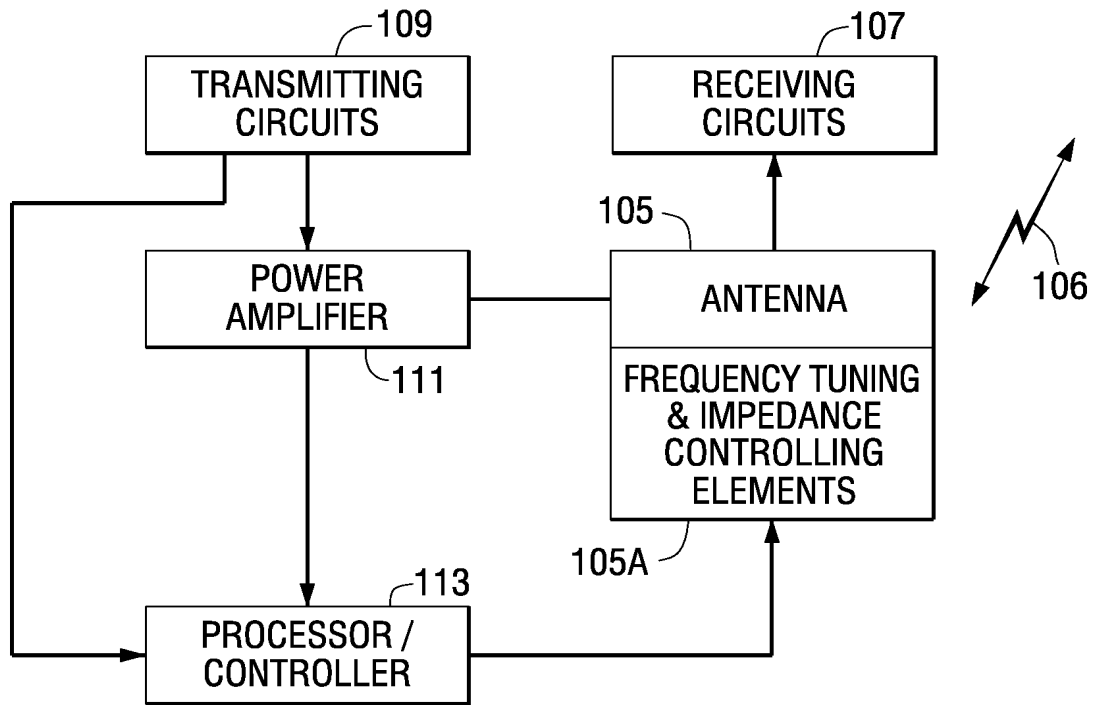 109
TRANSMITTING
CIRCUITS
107
RECEIVING
CIRCUITS
105
106
POWER
AMPLIFIER
111
ANTENNA
FREQUENCY TUNING
& IMPEDANCE
CONTROLLING
ELEMENTS
105A
113
PROCESSOR /
CONTROLLER